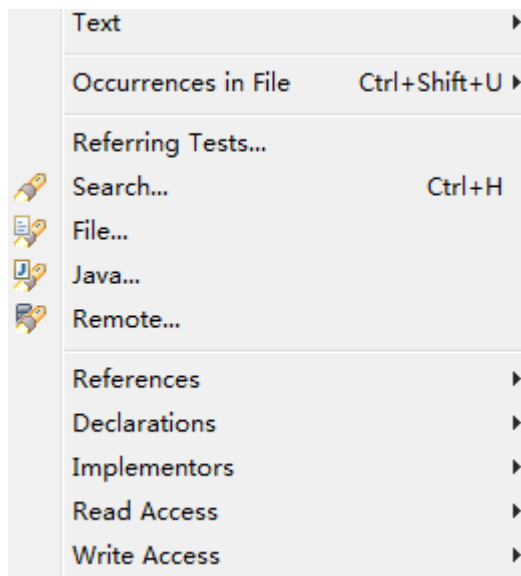 Text
Occurrences in File Ctrl+Shift+U
Referring Tests...
Search... Ctrl+H
File...
Java...
Remote...
References
Declarations
Implementors
Read Access
Write Access